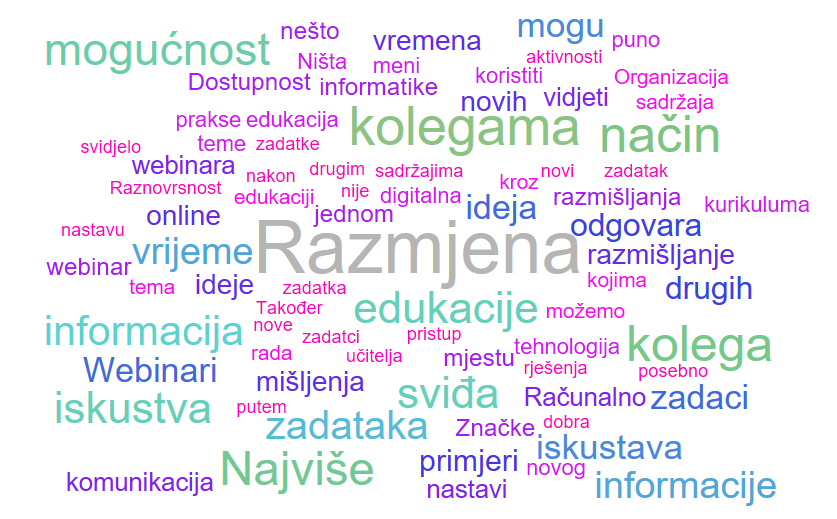 mogućnost
nešto
vremena
mogu
puno
Ništa
meni
aktivnosti
Dostupnost
informatike
koristiti
Organizacija
novih
vidjeti
sadržaja
prakse
edukacija
kolegama
način
svidjelo
teme
zadatke
webinara
nakon
drugim
sadržajima
novi
zadatak
Raznovrsnost
edukaciji
nije
digitalna
kroz
razmišljanja
kurikuluma
online
jednom
ideja
odgovara
nastavu
vrijeme
Razmjena
razmišljanje
webinar
tema
ideje
zadatka
kojima
drugih
Također
edukacije
možemo
informacija
nove
zadatci
pristup
kolega
rada
učitelja
mjestu
tehnologija
Webinari
mišljenja
rješenja
posebno
iskustva
putem
sviđa
Računalno
zadaci
zadataka
Značke
dobra
Najviše
primjeri
iskustava
novog
komunikacija
nastavi
informacije